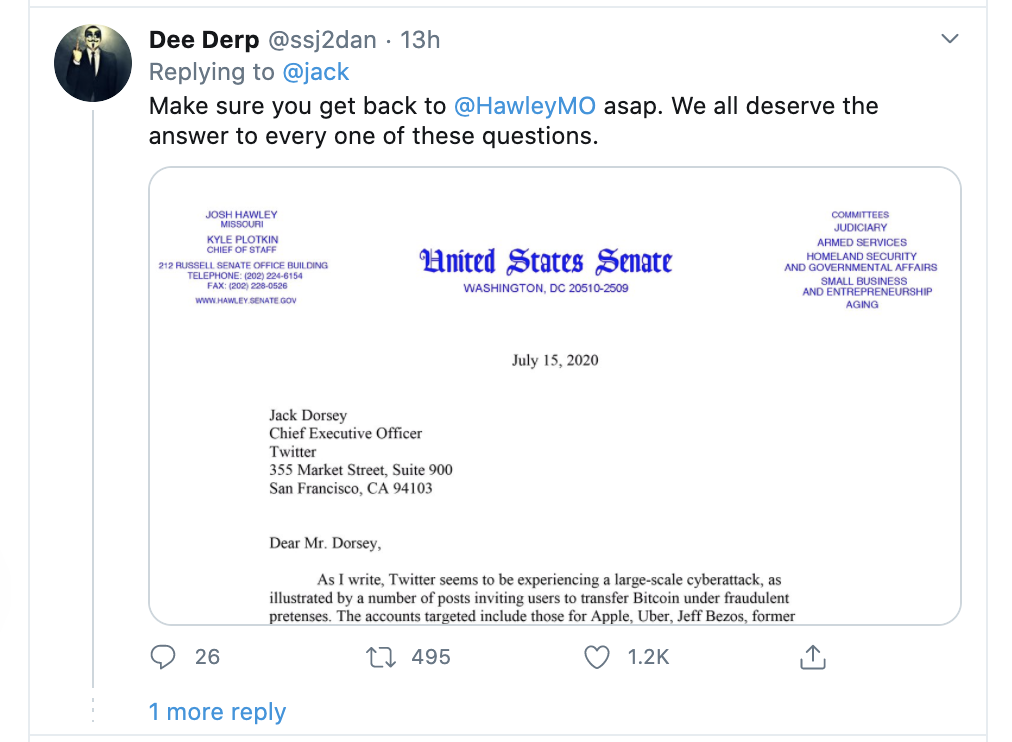 Dee Derp @ssj2dan · 13h
Replying to @jack
Make sure you get back to @HawleyMO asap. We all deserve the
answer to every one of these questions.
JOSH HAWLEY
MISSOURI
KYLE PLOTKIN
CHIEF OF STAFF
212 RUSSELL SENATE OFFICE BUILDING
TELEPHONE: (202) 224-6154
FAX: (202) 228-0526
WWW.HAWLEY.SENATE.GOV
United States Senate
WASHINGTON, DC 20510-2509
COMMITTEES
JUDICIARY
ARMED SERVICES
HOMELAND SECURITY
AND GOVERNMENTAL AFFAIRS
SMALL BUSINESS
AND ENTREPRENEURSHIP
AGING
July 15, 2020
Jack Dorsey
Chief Executive Officer
Twitter
355 Market Street, Suite 900
San Francisco, CA 94103
Dear Mr. Dorsey,
As I write, Twitter seems to be experiencing a large-scale cyberattack, as
illustrated by a number of posts inviting users to transfer Bitcoin under fraudulent
pretenses. The accounts targeted include those for Apple, Uber, Jeff Bezos, former
26 495 1.2K
1 more reply